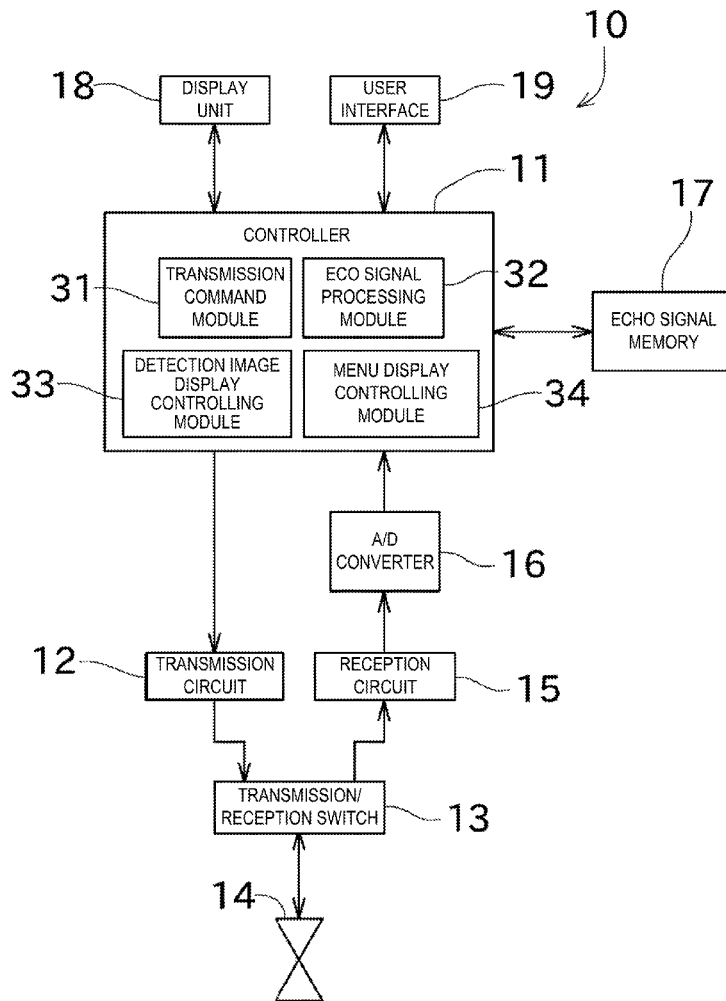 10
18
DISPLAY
UNIT
USER
INTERFACE
19
11
17
CONTROLLER
31
TRANSMISSION
COMMAND
MODULE
ECO SIGNAL
PROCESSING
MODULE
32
ECHO SIGNAL
MEMORY
33
DETECTION IMAGE
DISPLAY
CONTROLLING
MODULE
MENU DISPLAY
CONTROLLING
MODULE
34
A/D
CONVERTER
16
12
TRANSMISSION
CIRCUIT
RECEPTION
CIRCUIT
15
TRANSMISSION/
RECEPTION SWITCH
13
14